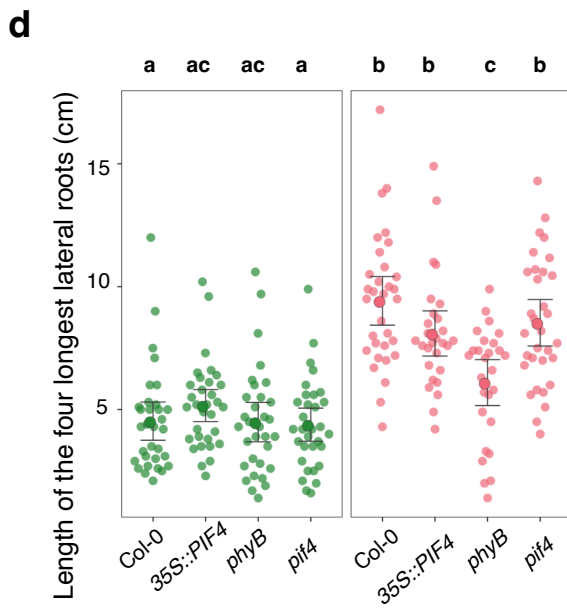 d
a ac ac a b b c b
Length of the four longest lateral roots (cm)
15
10
5
Col-0 35S::PIF4 phyB pif4 Col-0 35S::PIF4 phyB pif4